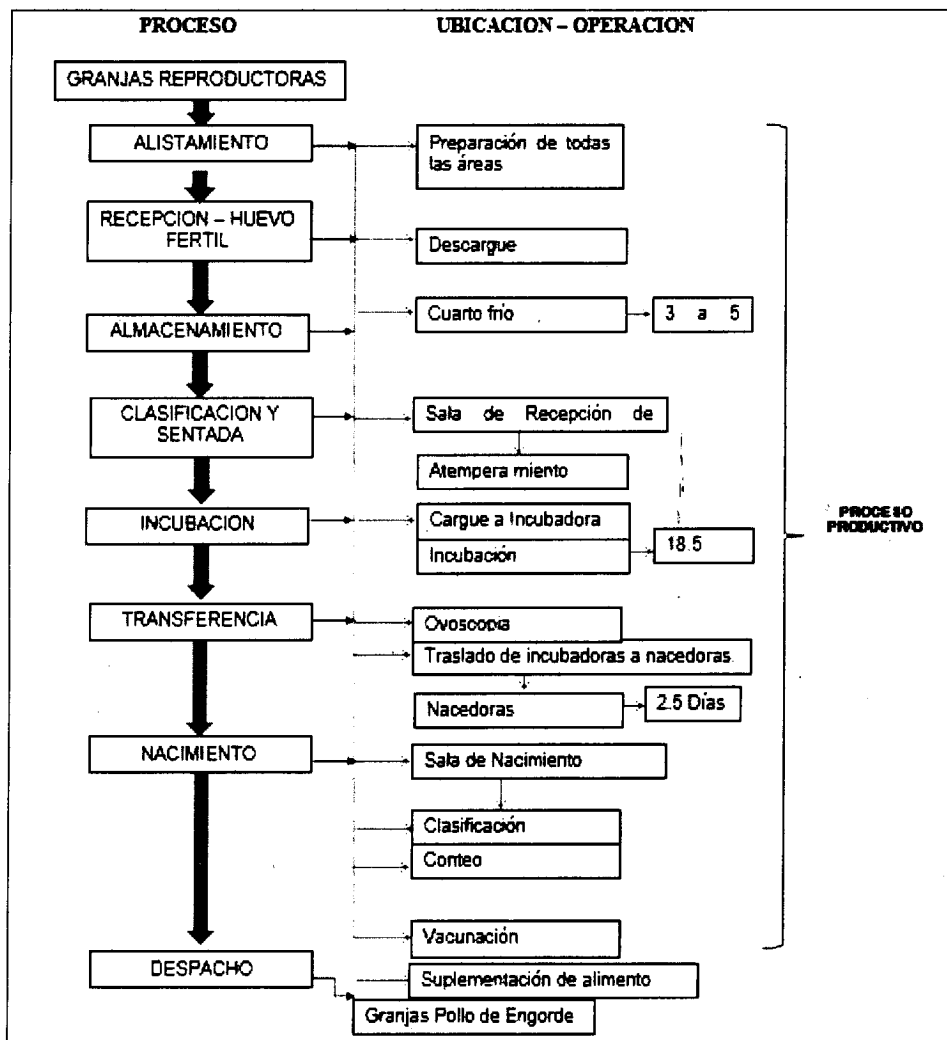 PROCESO
UBICACION – OPERACION
GRANJAS REPRODUCTORAS
ALISTAMIENTO
Preparación de todas
las áreas
RECEPCION – HUEVO
FERTIL
Descargue
ALMACENAMIENTO
Cuarto frío
3 a 5
CLASIFICACION Y
SENTADA
Sala de Recepción de
Atempera miento
INCUBACION
Cargue a Incubadora
Incubación
18.5
PROCESO
PRODUCTIVO
TRANSFERENCIA
Ovoscopia
Traslado de incubadoras a nacedoras.
Nacedoras
2.5 Días
NACIMIENTO
Sala de Nacimiento
Clasificación
Conteo
Vacunación
DESPACHO
Suplementación de alimento
Granjas Pollo de Engorde